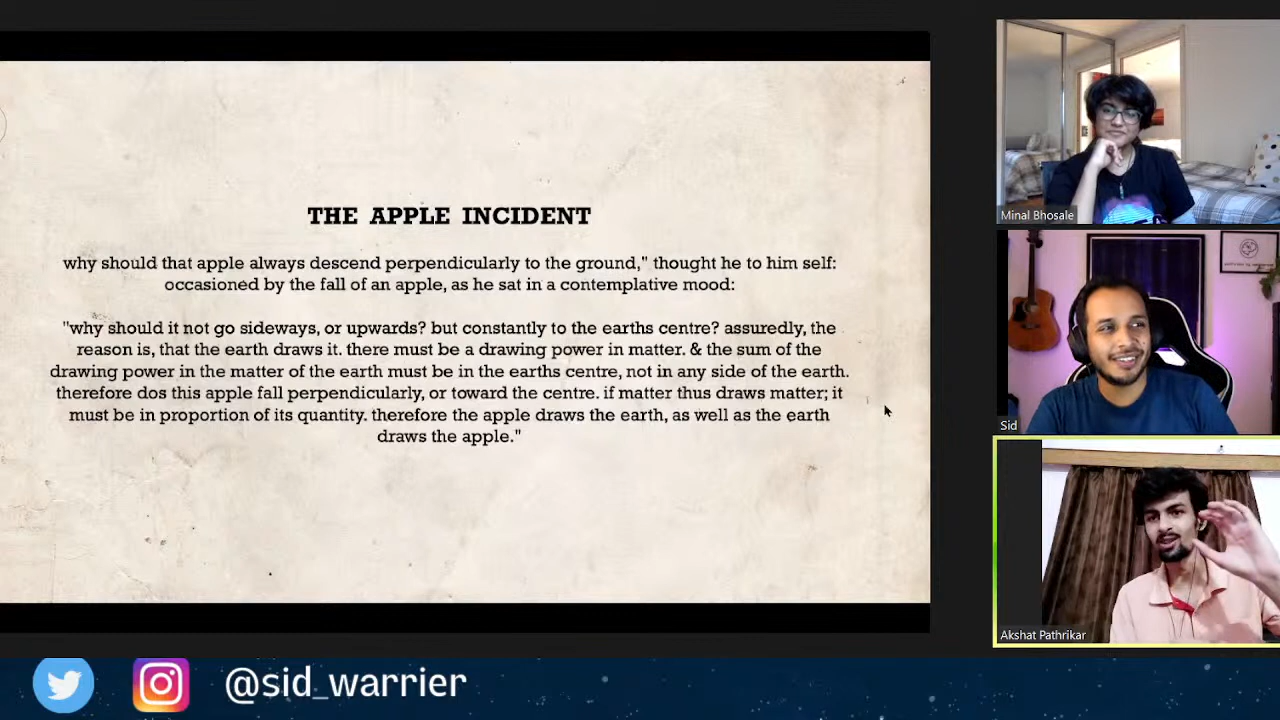 THE APPLE INCIDENT
why should that apple always descend perpendicularly to the ground," thought he to him self:
occasioned by the fall of an apple, as he sat in a contemplative mood:
"why should it not go sideways, or upwards? but constantly to the earths centre? assuredly, the
reason is, that the earth draws it. there must be a drawing power in matter. & the sum of the
drawing power in the matter of the earth must be in the earths centre, not in any side of the earth.
therefore dos this apple fall perpendicularly, or toward the centre. if matter thus draws matter; it
must be in proportion of its quantity. therefore the apple draws the earth, as well as the earth
draws the apple."
Minal Bhosale
Sid
Akshat Pathrikar
@sid_warrier